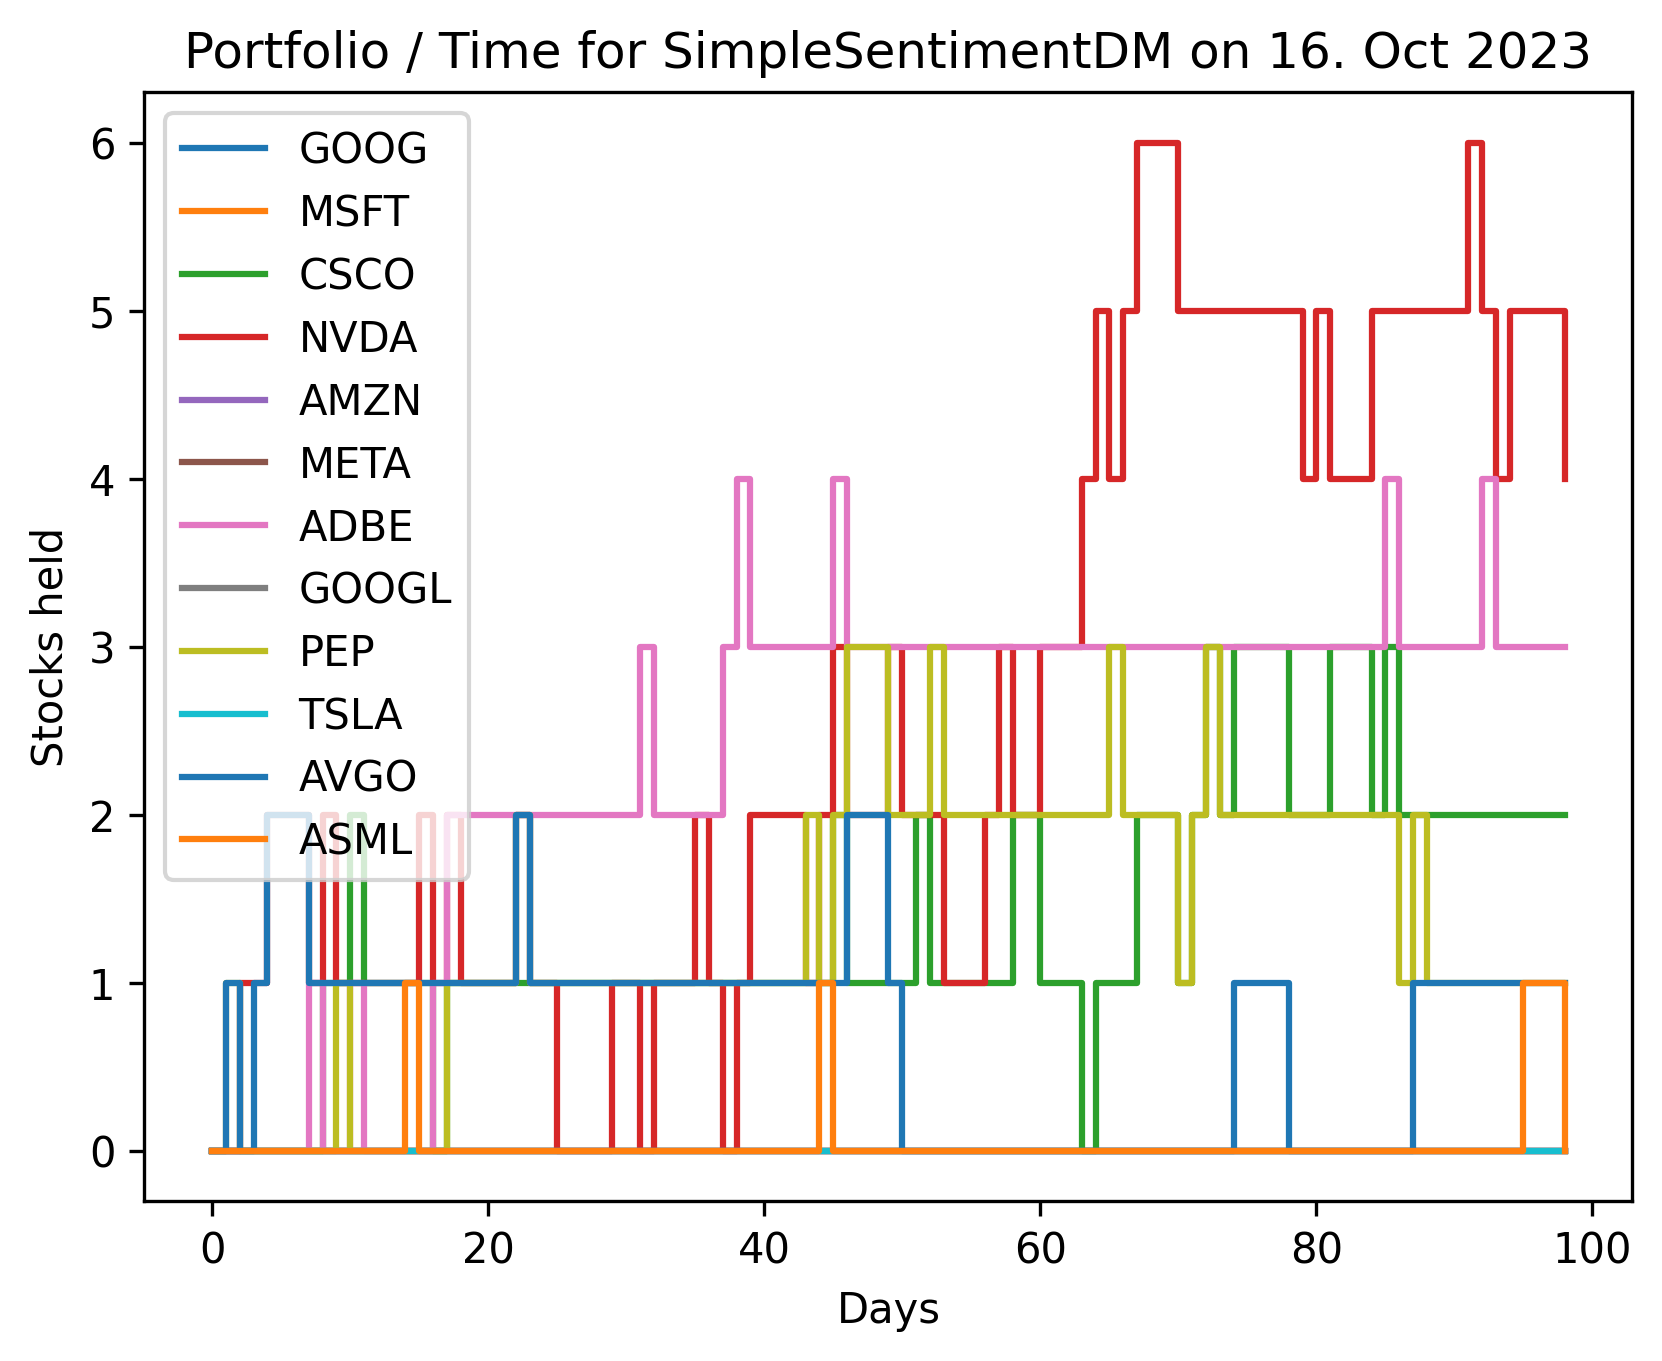 Portfolio / Time for SimpleSentimentDM on 16. Oct 2023
6
5
4
3
2
1
0
Stocks held
GOOG
MSFT
CSCO
NVDA
AMZN
META
ADBE
GOOGL
PEP
TSLA
AVGO
ASML
0 20 40 60 80 100
Days